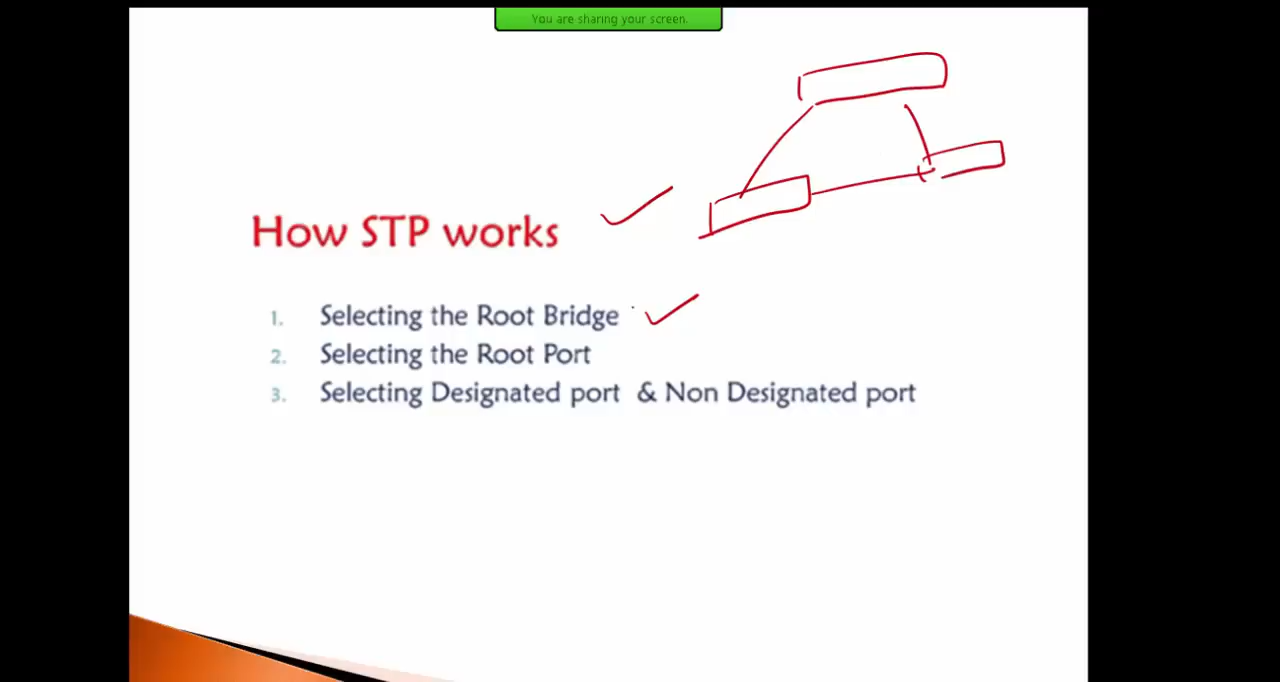 You are sharing your screen.
How STP works
1. Selecting the Root Bridge
2. Selecting the Root Port
3. Selecting Designated port & Non Designated port